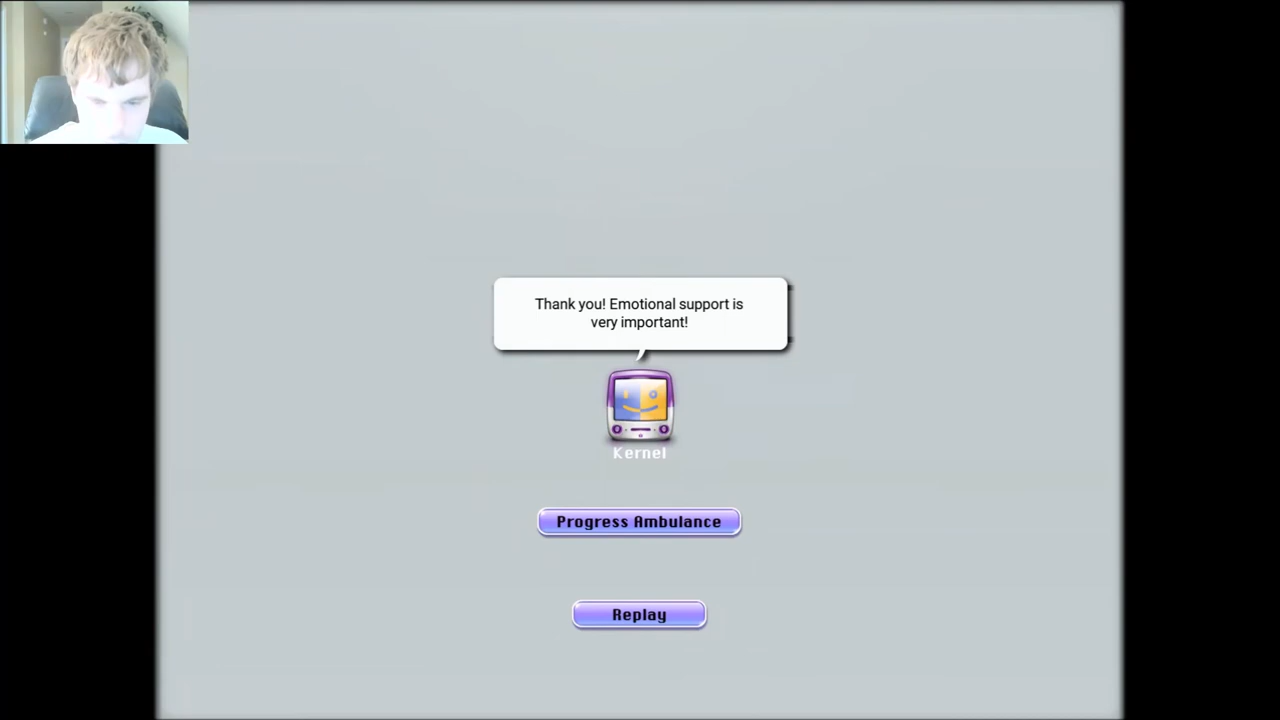 Thank you! Emotional support is
very important!
Kernel
Progress Ambulance
Replay